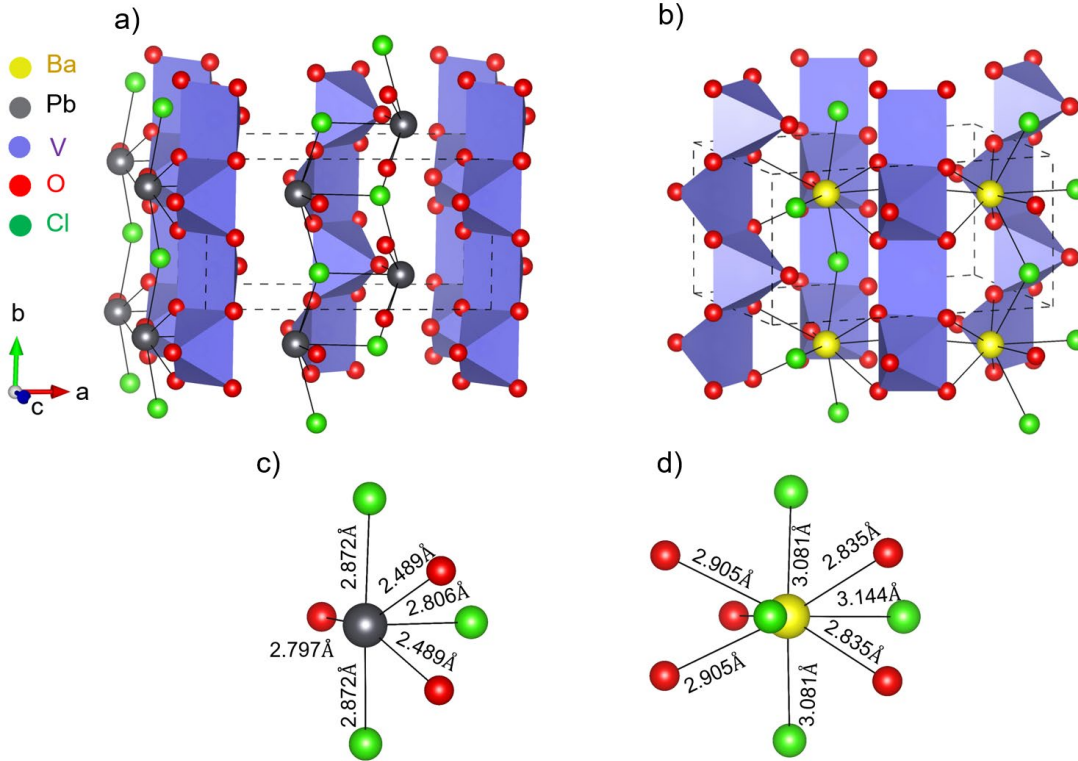 a)
b)
Ba
Pb
V
O
Cl
b
a
c
c)
d)
2.872Å
2.489Å
2.806Å
2.489Å
2.797Å
2.872Å
3.081Å
2.835Å
2.905Å
3.144Å
2.835Å
2.905Å
3.081Å